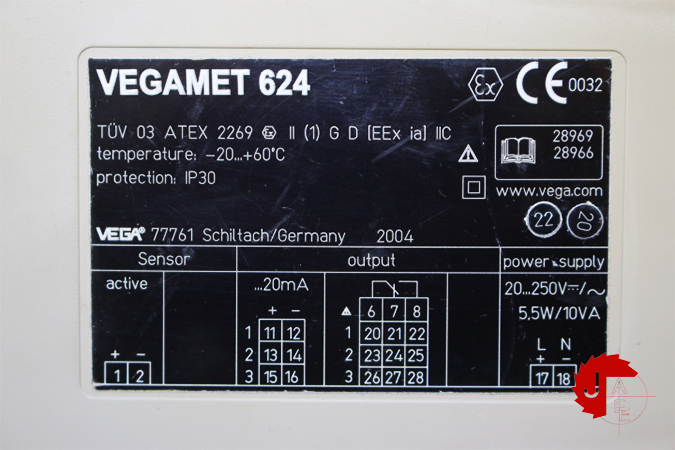 VEGAMET 624
Ex CE 0032
TÜV 03 ATEX 2269 Ex II (1) G D [EEx ia] IIC
temperature: –20...+60°C
protection: IP30
28969
28966
www.vega.com
22 20
VEGA® 77761 Schiltach/Germany 2004
Sensor output power supply
active ...20mA 20...250V⎓/~
5,5W/10VA
+ – 6 7 8
1 11 12 1 20 21 22
2 13 14 2 23 24 25
3 15 16 3 26 27 28
L N
+ – + –
1 2 17 18